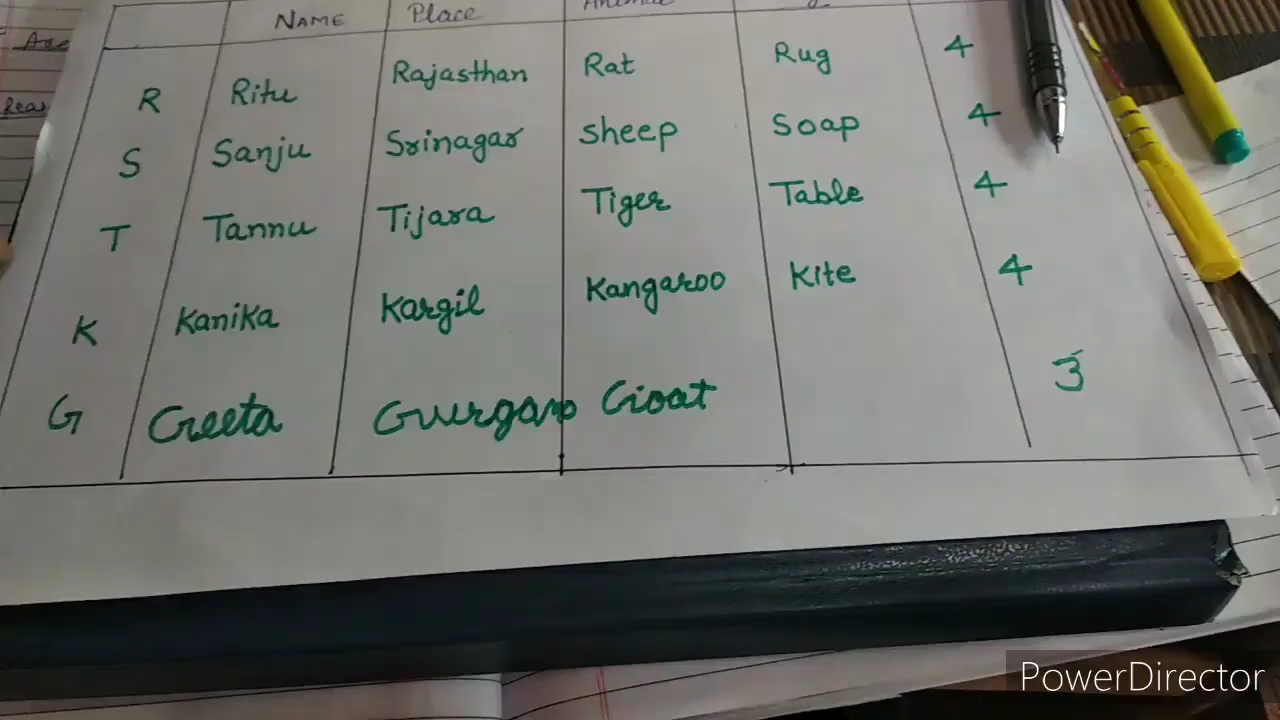 NAME Place
R Ritu Rajasthan Rat Rug 4
S Sanju Srinagar Sheep Soap 4
T Tannu Tijara Tiger Table 4
K Kanika Kargil Kangaroo Kite 4
G Geeta Gurgano Goat 3
PowerDirector